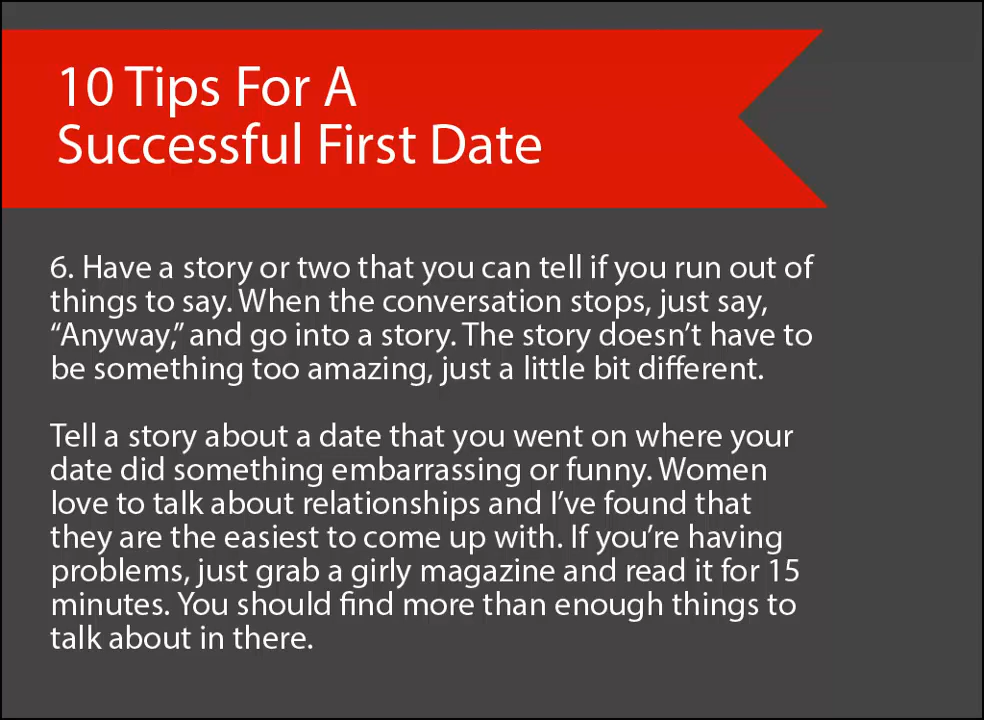 10 Tips For A
Successful First Date
6. Have a story or two that you can tell if you run out of
things to say. When the conversation stops, just say,
“Anyway,” and go into a story. The story doesn’t have to
be something too amazing, just a little bit different.
Tell a story about a date that you went on where your
date did something embarrassing or funny. Women
love to talk about relationships and I’ve found that
they are the easiest to come up with. If you’re having
problems, just grab a girly magazine and read it for 15
minutes. You should find more than enough things to
talk about in there.